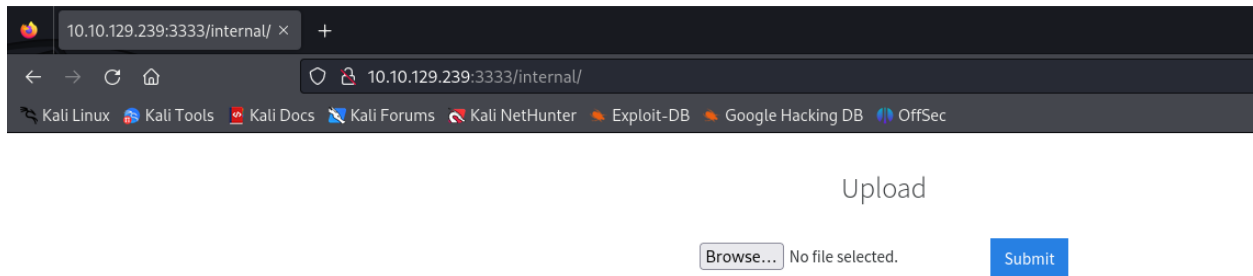 10.10.129.239:3333/internal/ × +
10.10.129.239:3333/internal/
Kali Linux Kali Tools Kali Docs Kali Forums Kali NetHunter Exploit-DB Google Hacking DB OffSec
Upload
Browse... No file selected. Submit